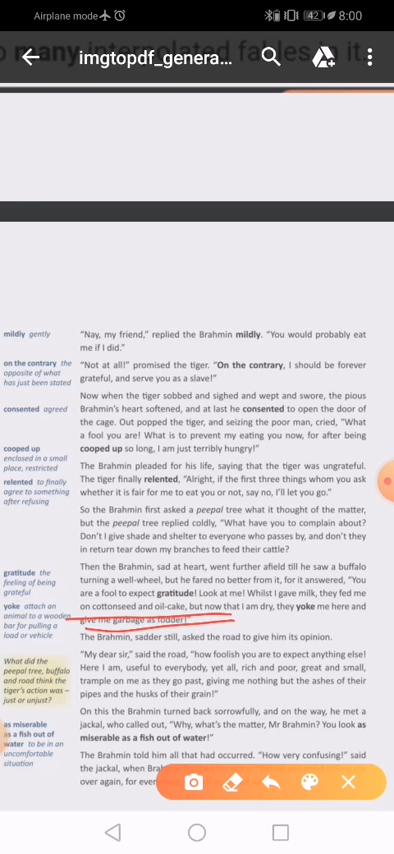 Airplane mode 42 8:00
many interpolated fables in it
imgtopdf_genera...
mildly gently
on the contrary the
opposite of what
has just been stated
consented agreed
cooped up
enclosed in a small
place, restricted
relented to finally
agree to something
after refusing
gratitude the
feeling of being
grateful
yoke attach an
animal to a wooden
bar for pulling a
load or vehicle
What did the
peepal tree, buffalo
and road think the
tiger's action was –
just or unjust?
as miserable
as a fish out of
water to be in an
uncomfortable
situation
"Nay, my friend," replied the Brahmin mildly. "You would probably eat
me if I did."
"Not at all!" promised the tiger. "On the contrary, I should be forever
grateful, and serve you as a slave!"
Now when the tiger sobbed and sighed and wept and swore, the pious
Brahmin's heart softened, and at last he consented to open the door of
the cage. Out popped the tiger, and seizing the poor man, cried, "What
a fool you are! What is to prevent my eating you now, for after being
cooped up so long, I am just terribly hungry!"
The Brahmin pleaded for his life, saying that the tiger was ungrateful.
The tiger finally relented, "Alright, if the first three things whom you ask
whether it is fair for me to eat you or not, say no, I'll let you go."
So the Brahmin first asked a peepal tree what it thought of the matter,
but the peepal tree replied coldly, "What have you to complain about?
Don't I give shade and shelter to everyone who passes by, and don't they
in return tear down my branches to feed their cattle?
Then the Brahmin, sad at heart, went further afield till he saw a buffalo
turning a well-wheel, but he fared no better from it, for it answered, "You
are a fool to expect gratitude! Look at me! Whilst I gave milk, they fed me
on cottonseed and oil-cake, but now that I am dry, they yoke me here and
give me garbage as fodder!"
The Brahmin, sadder still, asked the road to give him its opinion.
"My dear sir," said the road, "how foolish you are to expect anything else!
Here I am, useful to everybody, yet all, rich and poor, great and small,
trample on me as they go past, giving me nothing but the ashes of their
pipes and the husks of their grain!"
On this the Brahmin turned back sorrowfully, and on the way, he met a
jackal, who called out, "Why, what's the matter, Mr Brahmin? You look as
miserable as a fish out of water!"
The Brahmin told him all that had occurred. "How very confusing!" said
the jackal, when
over again, for